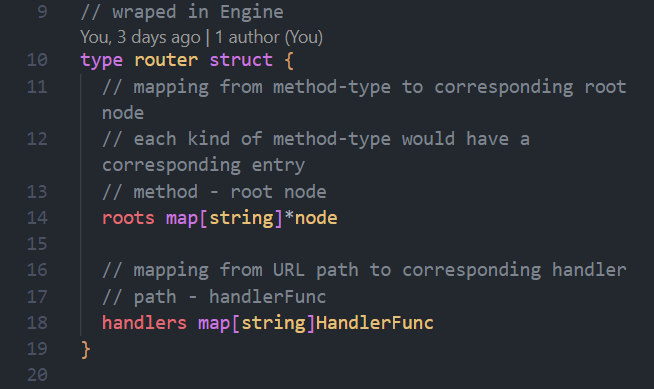 9 // wraped in Engine
You, 3 days ago | 1 author (You)
10 type router struct {
11 // mapping from method-type to corresponding root
node
12 // each kind of method-type would have a
corresponding entry
13 // method - root node
14 roots map[string]*node
15
16 // mapping from URL path to corresponding handler
17 // path - handlerFunc
18 handlers map[string]HandlerFunc
19 }
20